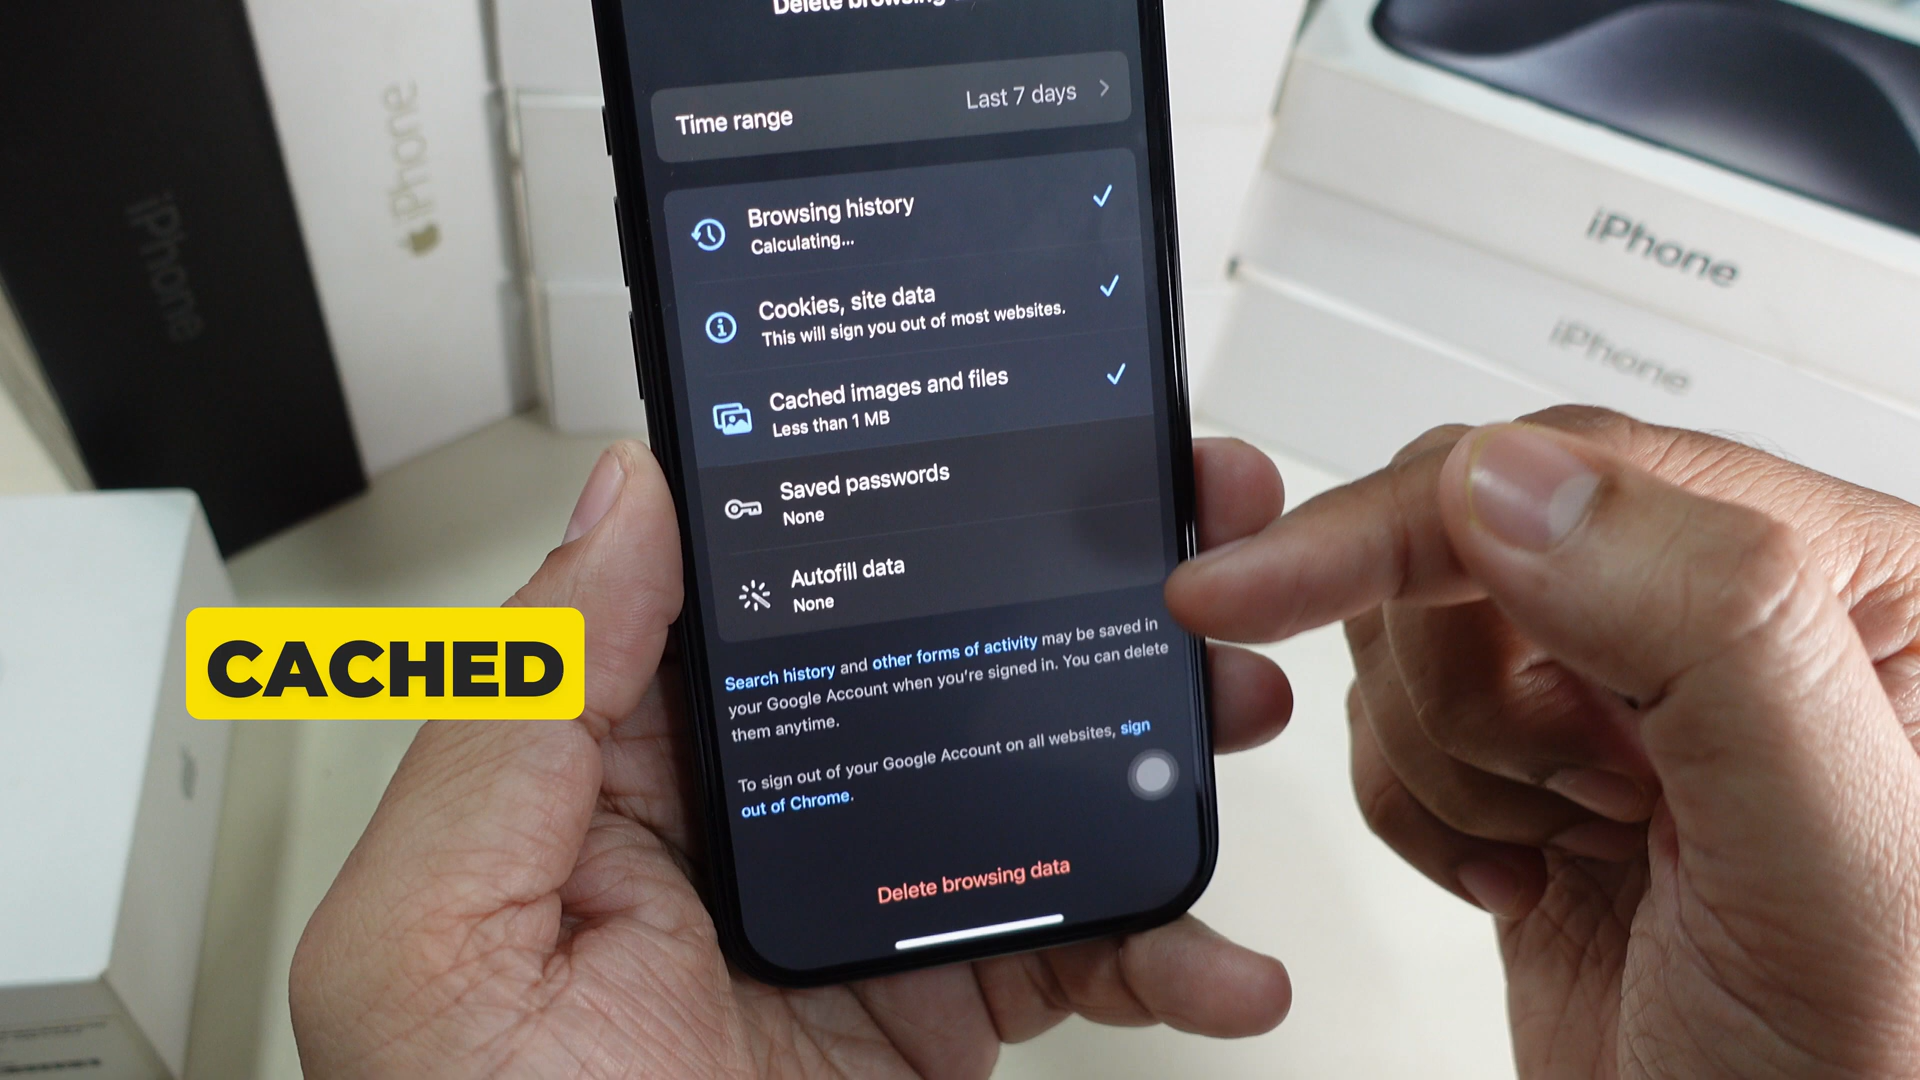 Delete browsing
Time range
Last 7 days
Browsing history
Calculating...
Cookies, site data
This will sign you out of most websites.
Cached images and files
Less than 1 MB
Saved passwords
None
Autofill data
None
Search history and other forms of activity may be saved in
your Google Account when you're signed in. You can delete
them anytime.
To sign out of your Google Account on all websites, sign
out of Chrome.
Delete browsing data
CACHED
iPhone
iPhone
iPhone
iPhone